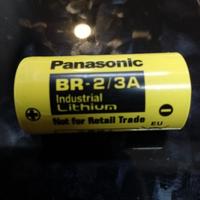 Panasonic
BR-2/3A
Industrial
Lithium
Not for Retail Trade
EU